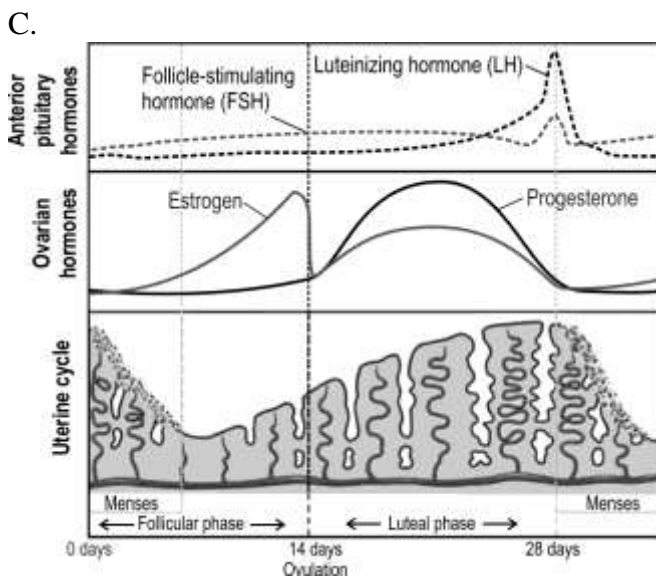 C.
Anterior
pituitary
hormones
Follicle-stimulating
hormone (FSH)
Luteinizing hormone (LH)
Ovarian
hormones
Estrogen
Progesterone
Uterine cycle
Menses
Menses
Follicular phase
Luteal phase
0 days
14 days
28 days
Ovulation